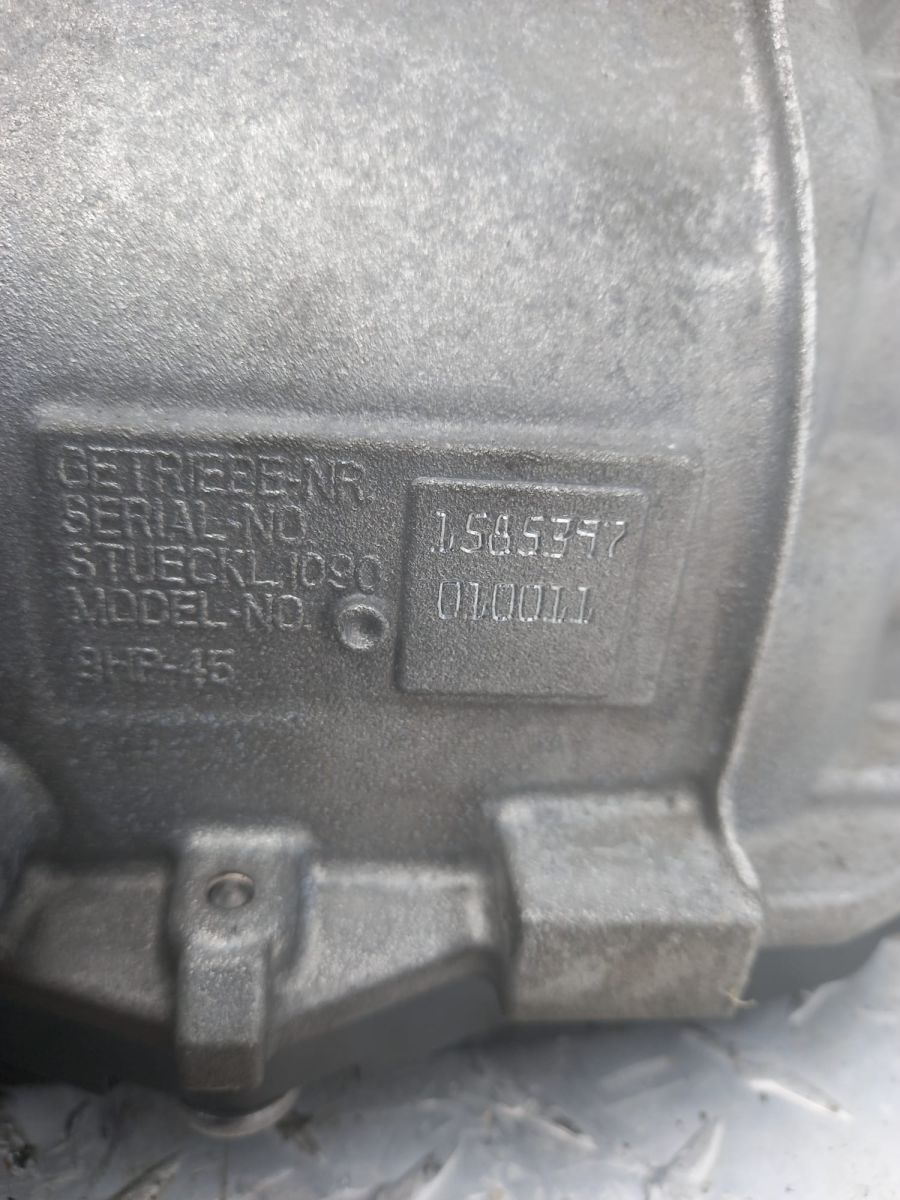 GETRIEBE-NR.
SERIAL-NO.
STUECKL.1090
MODEL-NO.
8HP-45
1585397
010011